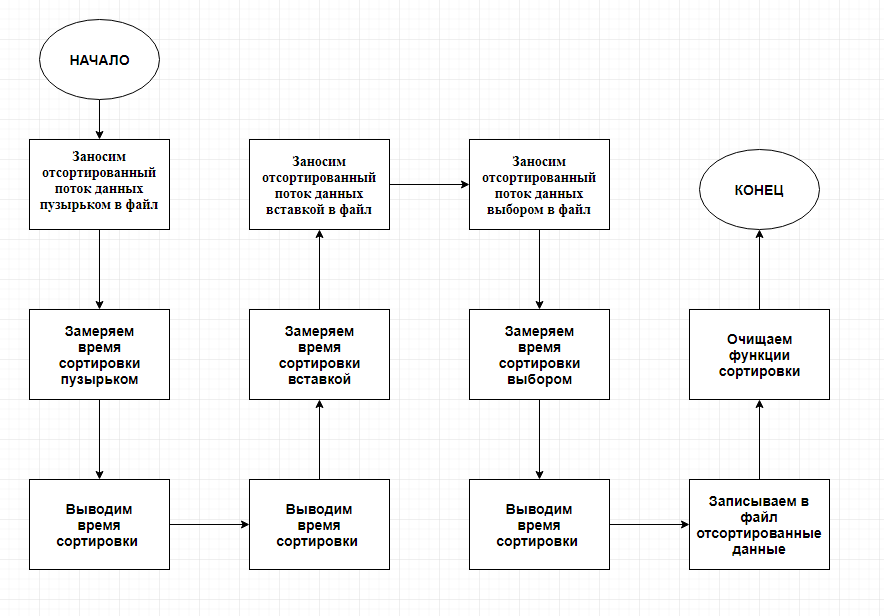 НАЧАЛО
Заносим
отсортированный
поток данных
пузырьком в файл
Замеряем
время
сортировки
пузырьком
Выводим
время
сортировки
Выводим
время
сортировки
Замеряем
время
сортировки
вставкой
Заносим
отсортированный
поток данных
вставкой в файл
Заносим
отсортированный
поток данных
выбором в файл
Замеряем
время
сортировки
выбором
Выводим
время
сортировки
Записываем в
файл
отсортированные
данные
Очищаем
функции
сортировки
КОНЕЦ